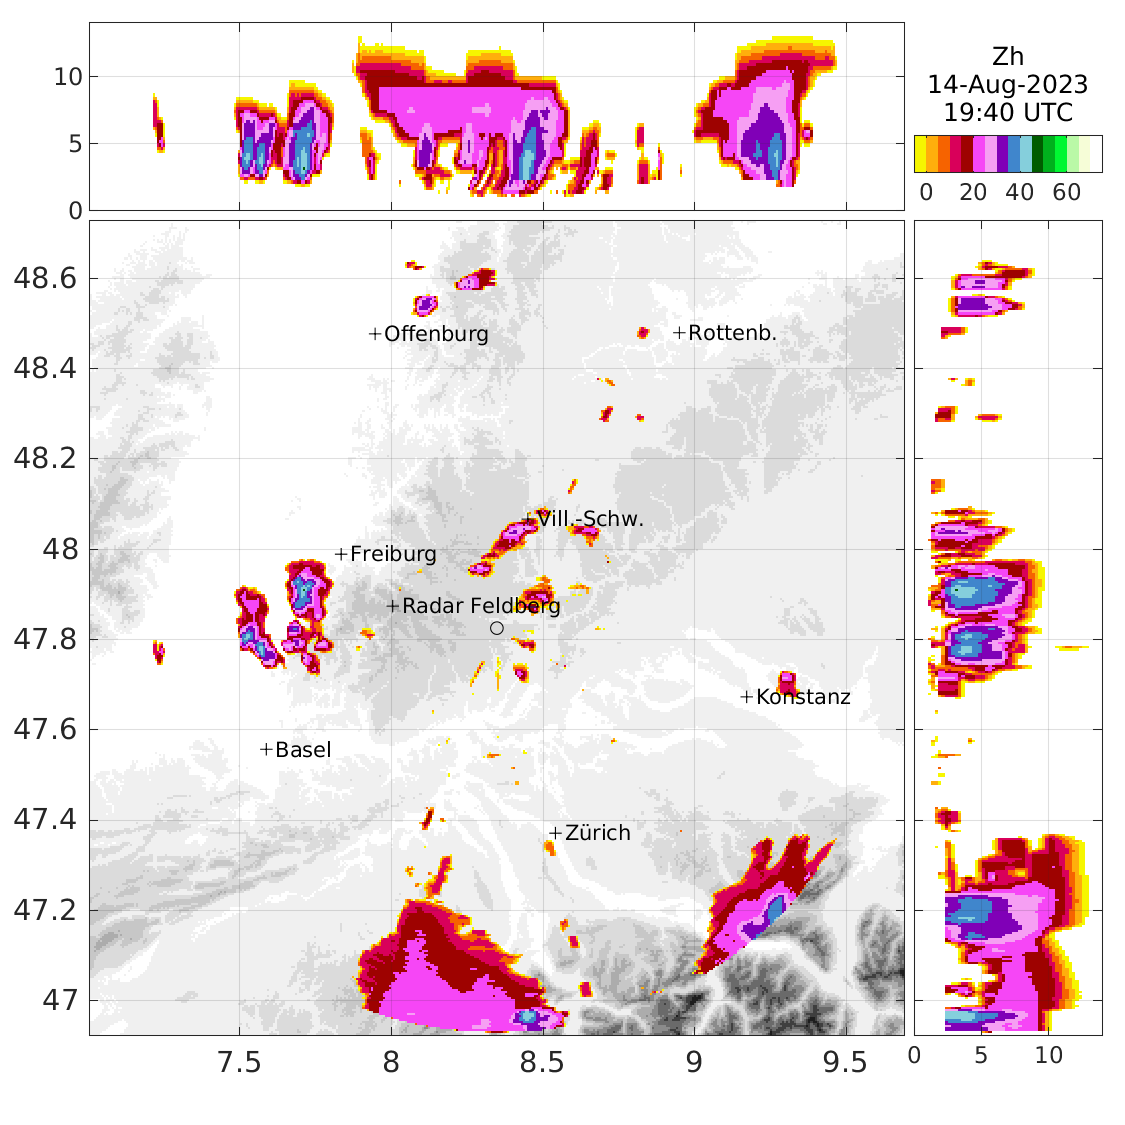 Zh
14-Aug-2023
19:40 UTC
0 20 40 60
10
5
0
48.6
48.4
48.2
48
47.8
47.6
47.4
47.2
47
+Offenburg
+Rottenb.
+Vill.-Schw.
+Freiburg
+Radar Feldberg
+Konstanz
+Basel
+Zürich
7.5 8 8.5 9 9.5
0 5 10